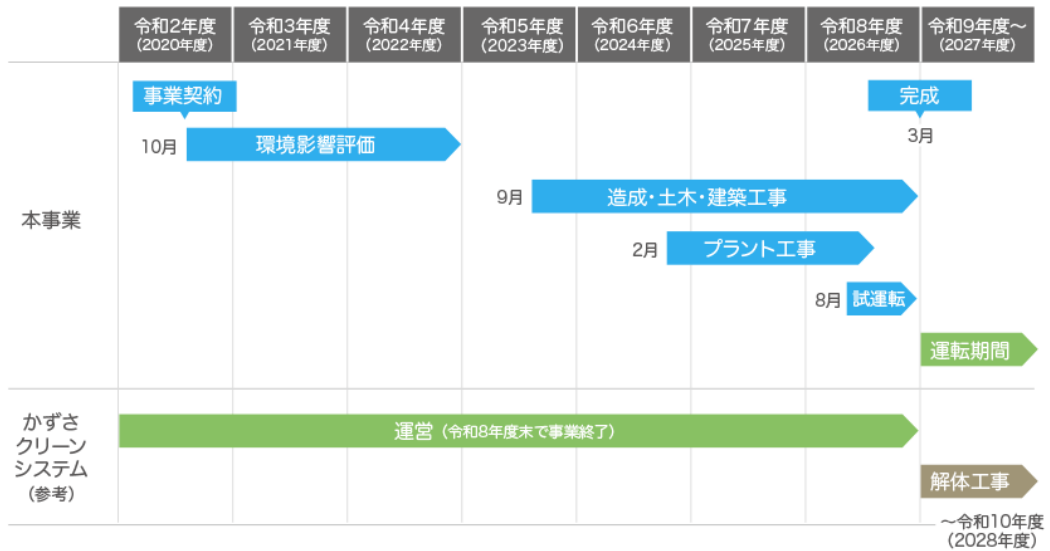 令和2年度
(2020年度)
令和3年度
(2021年度)
令和4年度
(2022年度)
令和5年度
(2023年度)
令和6年度
(2024年度)
令和7年度
(2025年度)
令和8年度
(2026年度)
令和9年度～
(2027年度)
本事業
事業契約
完成
3月
10月
環境影響評価
9月
造成・土木・建築工事
2月
プラント工事
8月
試運転
運転期間
かずさ
クリーン
システム
(参考)
運営（令和8年度末で事業終了）
解体工事
～令和10年度
(2028年度)